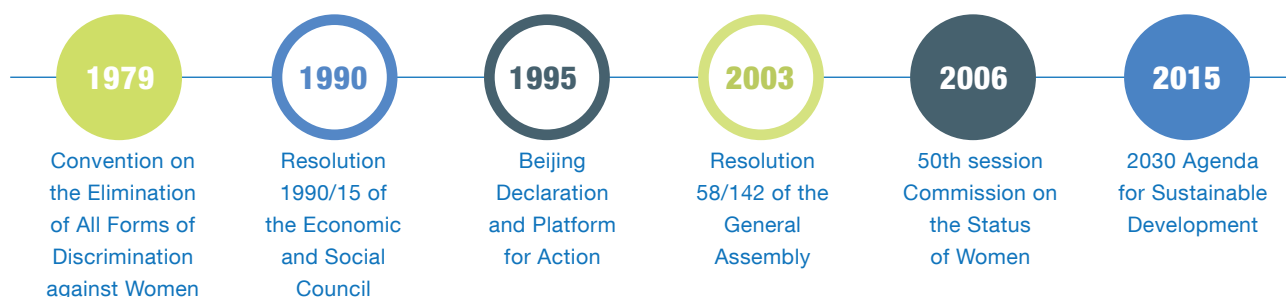 1979
Convention on
the Elimination
of All Forms of
Discrimination
against Women
1990
Resolution
1990/15 of
the Economic
and Social
Council
1995
Beijing
Declaration
and Platform
for Action
2003
Resolution
58/142 of the
General
Assembly
2006
50th session
Commission on
the Status
of Women
2015
2030 Agenda
for Sustainable
Development